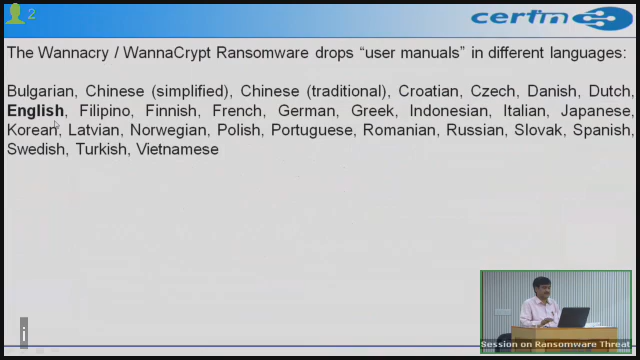 2
certin
The Wannacry / WannaCrypt Ransomware drops “user manuals” in different languages:
Bulgarian, Chinese (simplified), Chinese (traditional), Croatian, Czech, Danish, Dutch,
English, Filipino, Finnish, French, German, Greek, Indonesian, Italian, Japanese,
Korean, Latvian, Norwegian, Polish, Portuguese, Romanian, Russian, Slovak, Spanish,
Swedish, Turkish, Vietnamese
i
Session on Ransomware Threat